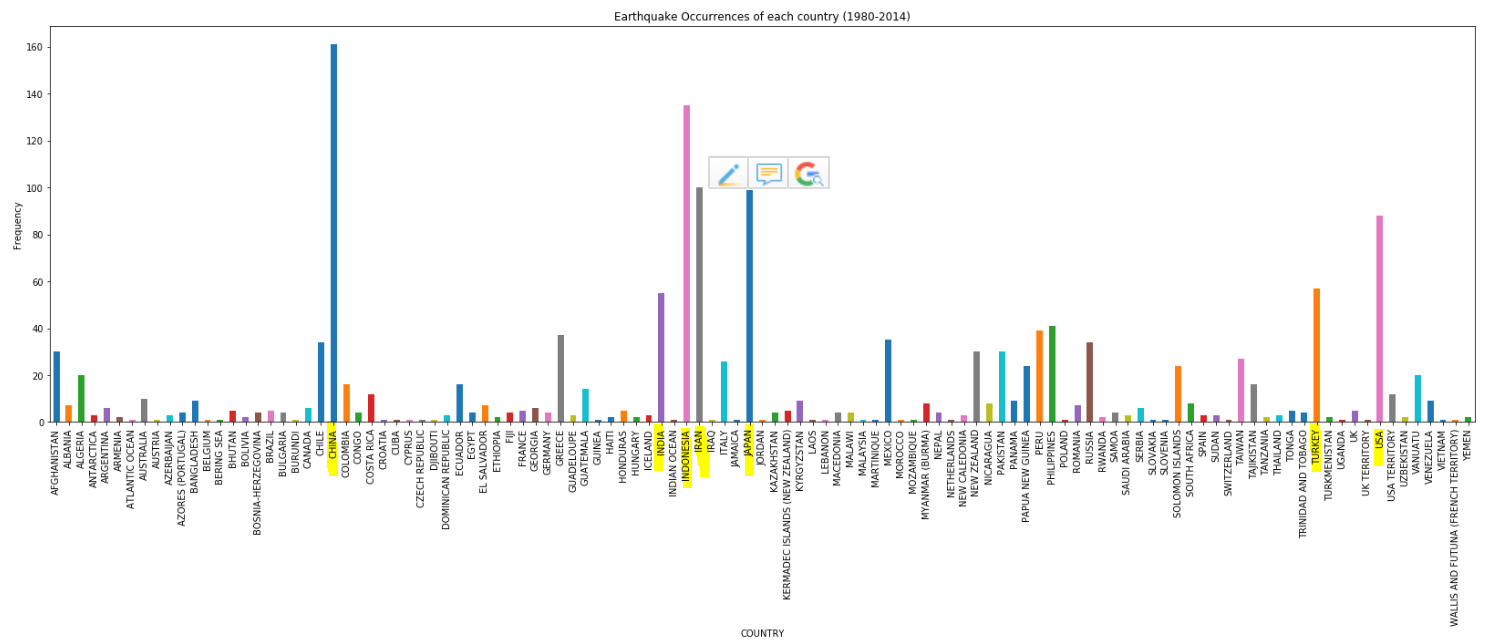 Earthquake Occurrences of each country (1980-2014)
160
140
120
100
80
60
40
20
0
Frequency
AFGHANISTAN
ALBANIA
ALGERIA
ANTARCTICA
ARGENTINA
ARMENIA
ATLANTIC OCEAN
AUSTRALIA
AUSTRIA
AZERBAIJAN
AZORES (PORTUGAL)
BANGLADESH
BELGIUM
BERING SEA
BHUTAN
BOLIVIA
BOSNIA-HERZEGOVINA
BRAZIL
BULGARIA
BURUNDI
CANADA
CHILE
CHINA
COLOMBIA
CONGO
COSTA RICA
CROATIA
CUBA
CYPRUS
CZECH REPUBLIC
DJIBOUTI
DOMINICAN REPUBLIC
ECUADOR
EGYPT
EL SALVADOR
ETHIOPIA
FIJI
FRANCE
GEORGIA
GERMANY
GREECE
GUADELOUPE
GUATEMALA
GUINEA
HAITI
HONDURAS
HUNGARY
ICELAND
INDIA
INDIAN OCEAN
INDONESIA
IRAN
IRAQ
ITALY
JAMAICA
JAPAN
JORDAN
KAZAKHSTAN
KERMADEC ISLANDS (NEW ZEALAND)
KYRGYZSTAN
LAOS
LEBANON
MACEDONIA
MALAWI
MALAYSIA
MARTINIQUE
MEXICO
MOROCCO
MOZAMBIQUE
MYANMAR (BURMA)
NEPAL
NETHERLANDS
NEW CALEDONIA
NEW ZEALAND
NICARAGUA
PAKISTAN
PANAMA
PAPUA NEW GUINEA
PERU
PHILIPPINES
POLAND
ROMANIA
RUSSIA
RWANDA
SAMOA
SAUDI ARABIA
SERBIA
SLOVAKIA
SLOVENIA
SOLOMON ISLANDS
SOUTH AFRICA
SPAIN
SUDAN
SWITZERLAND
TAIWAN
TAJIKISTAN
TANZANIA
THAILAND
TONGA
TRINIDAD AND TOBAGO
TURKEY
TURKMENISTAN
UGANDA
UK
UK TERRITORY
USA
USA TERRITORY
UZBEKISTAN
VANUATU
VENEZUELA
VIETNAM
WALLIS AND FUTUNA (FRENCH TERRITORY)
YEMEN
COUNTRY